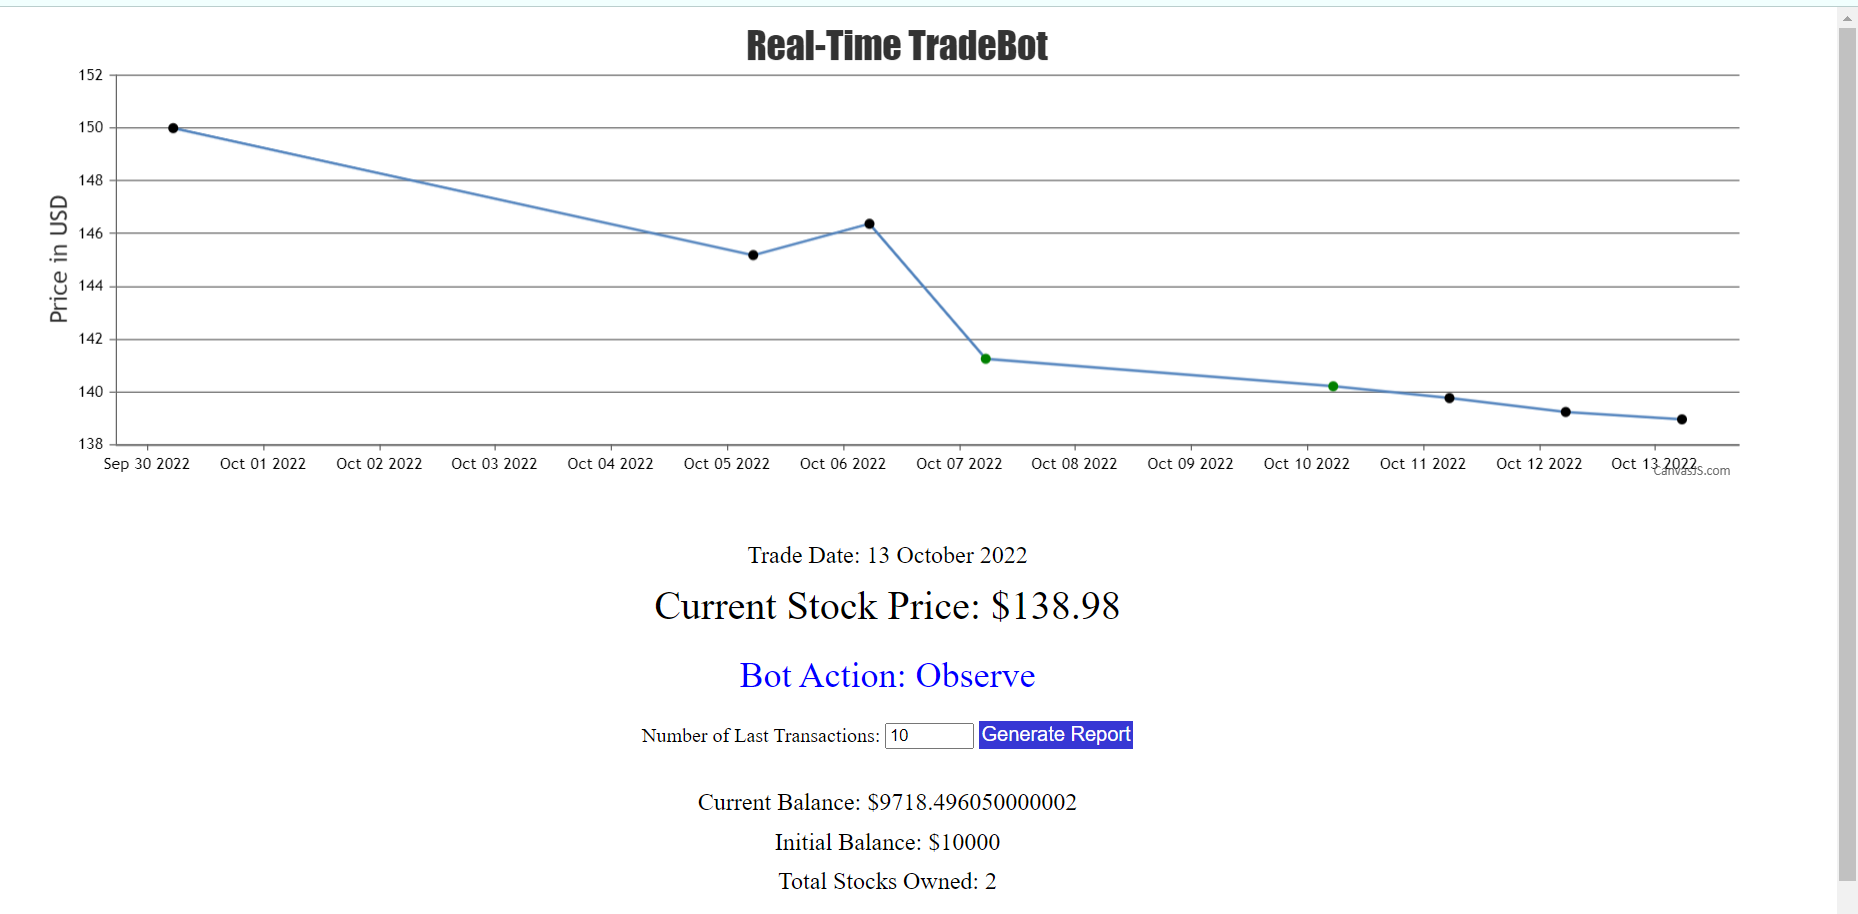 Real-Time TradeBot
Price in USD
152
150
148
146
144
142
140
138
Sep 30 2022 Oct 01 2022 Oct 02 2022 Oct 03 2022 Oct 04 2022 Oct 05 2022 Oct 06 2022 Oct 07 2022 Oct 08 2022 Oct 09 2022 Oct 10 2022 Oct 11 2022 Oct 12 2022 Oct 13 2022
CanvasJS.com
Trade Date: 13 October 2022
Current Stock Price: $138.98
Bot Action: Observe
Number of Last Transactions: 10 Generate Report
Current Balance: $9718.496050000002
Initial Balance: $10000
Total Stocks Owned: 2